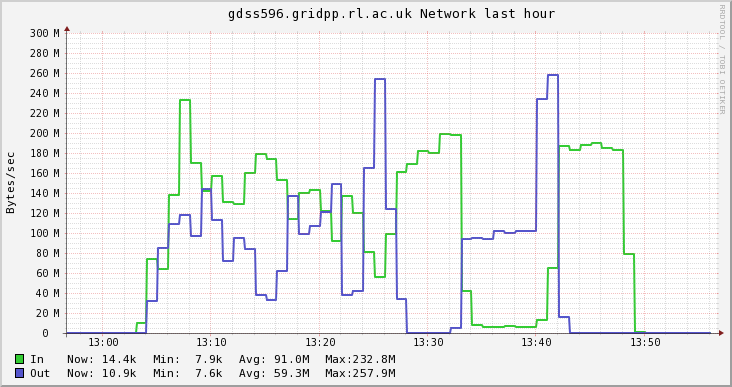 gdss596.gridpp.rl.ac.uk Network last hour
RRDTOOL / TOBI OETIKER
Bytes/sec
300 M
280 M
260 M
240 M
220 M
200 M
180 M
160 M
140 M
120 M
100 M
80 M
60 M
40 M
20 M
0
13:00 13:10 13:20 13:30 13:40 13:50
In Now: 14.4k Min: 7.9k Avg: 91.0M Max:232.8M
Out Now: 10.9k Min: 7.6k Avg: 59.3M Max:257.9M